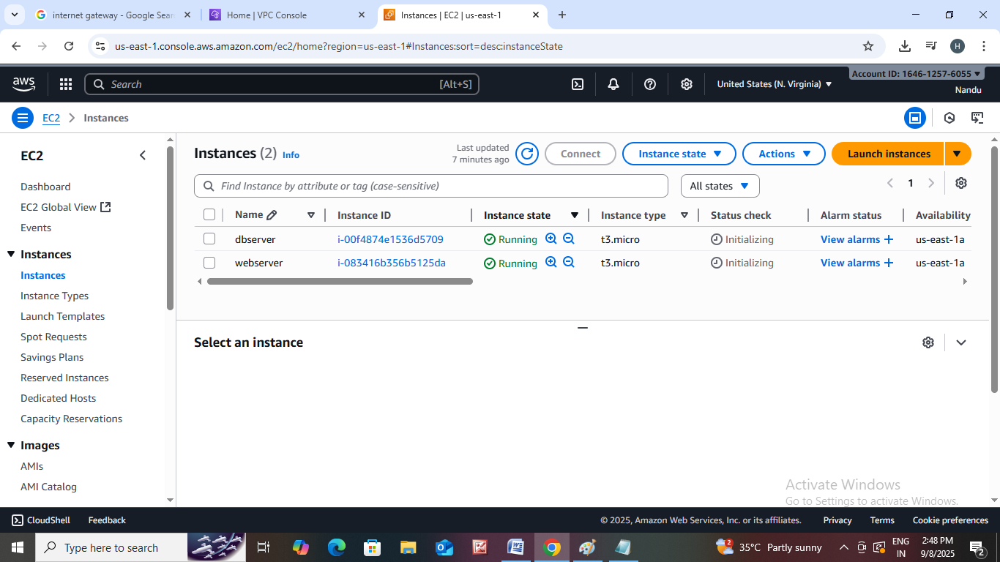 internet gateway - Google Sear
Home | VPC Console
Instances | EC2 | us-east-1
us-east-1.console.aws.amazon.com/ec2/home?region=us-east-1#Instances:sort=desc:instanceState
H
aws
Search
[Alt+S]
United States (N. Virginia)
Account ID: 1646-1257-6055
Nandu
EC2
Instances
EC2
Dashboard
EC2 Global View
Events
Instances
Instances
Instance Types
Launch Templates
Spot Requests
Savings Plans
Reserved Instances
Dedicated Hosts
Capacity Reservations
Images
AMIs
AMI Catalog
Instances (2) Info
Last updated
7 minutes ago
Connect
Instance state
Actions
Launch instances
Find Instance by attribute or tag (case-sensitive)
All states
1
Name Instance ID Instance state Instance type Status check Alarm status Availability
dbserver i-00f4874e1536d5709 Running t3.micro Initializing View alarms + us-east-1a
webserver i-083416b356b5125da Running t3.micro Initializing View alarms + us-east-1a
Select an instance
Activate Windows
Go to Settings to activate Windows.
CloudShell Feedback © 2025, Amazon Web Services, Inc. or its affiliates. Privacy Terms Cookie preferences
Type here to search
2
35°C Partly sunny
ENG
IN
2:48 PM
9/8/2025
2